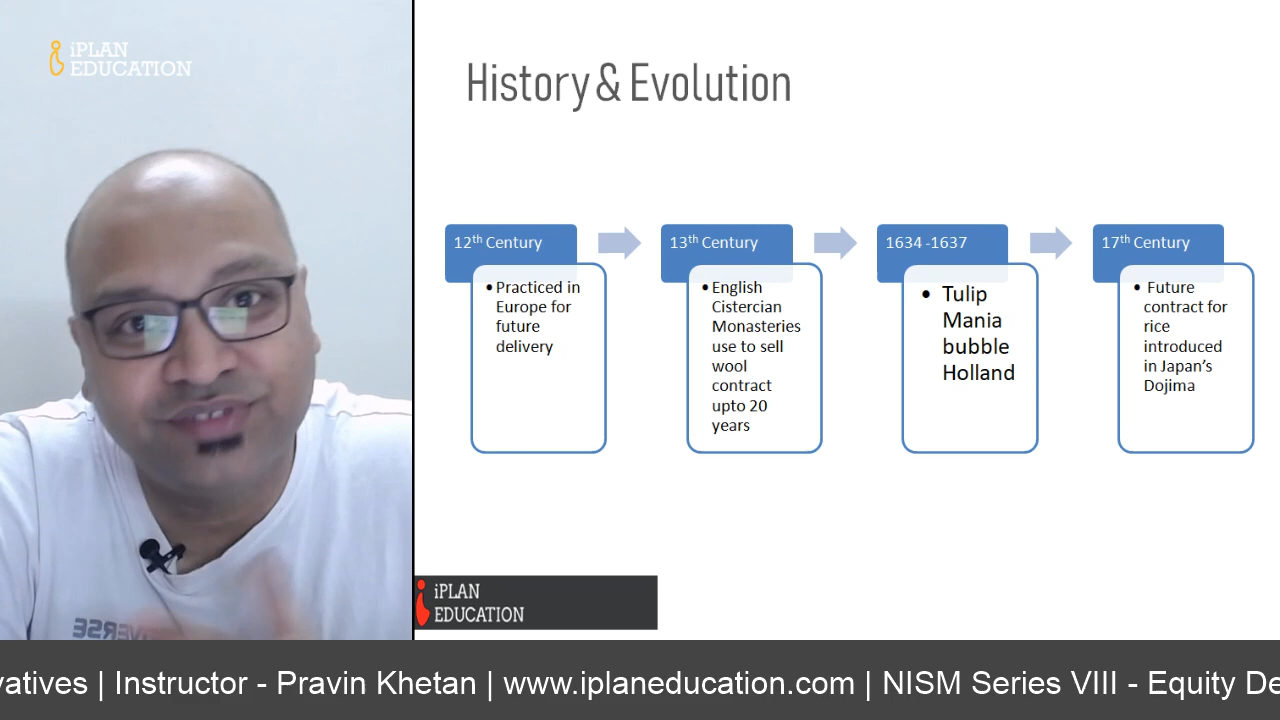 iPLAN
EDUCATION
History & Evolution
12th Century
• Practiced in
Europe for
future
delivery
13th Century
• English
Cistercian
Monasteries
use to sell
wool
contract
upto 20
years
1634 -1637
• Tulip
Mania
bubble
Holland
17th Century
• Future
contract for
rice
introduced
in Japan's
Dojima
iPLAN
EDUCATION
vatives | Instructor - Pravin Khetan | www.iplaneducation.com | NISM Series VIII - Equity De